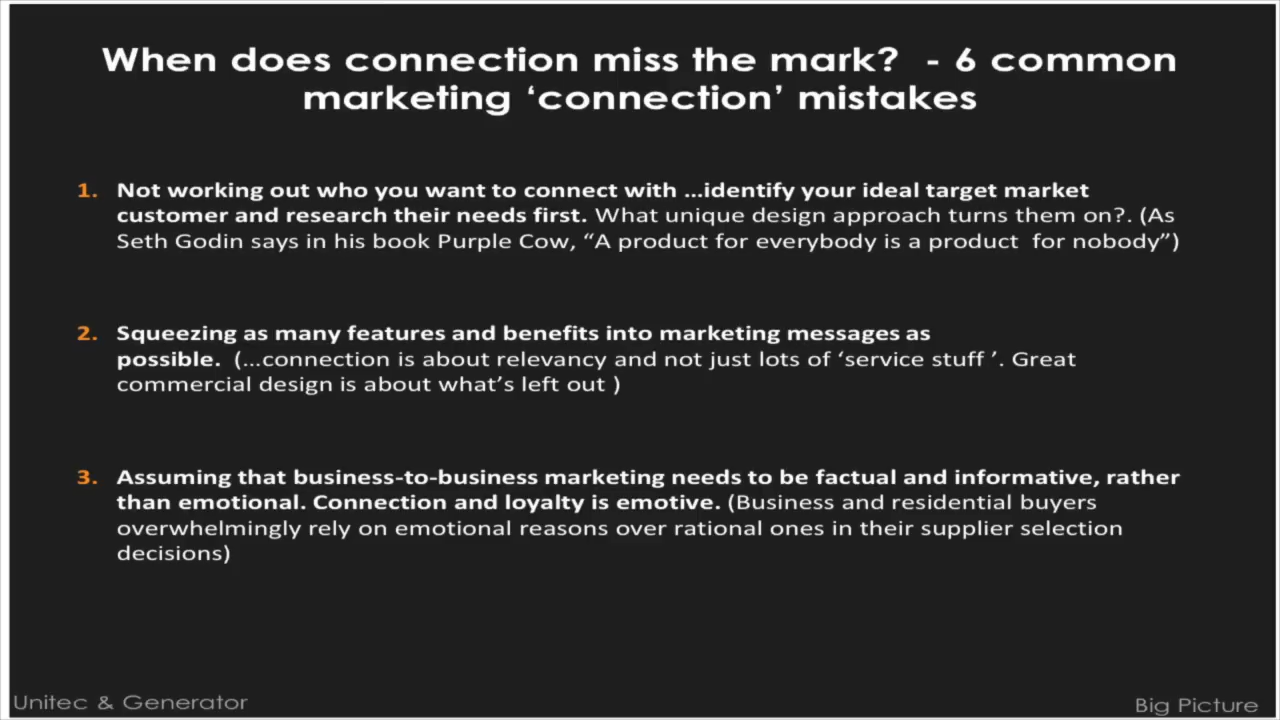 When does connection miss the mark?  - 6 common
marketing ‘connection’ mistakes
1. Not working out who you want to connect with …identify your ideal target market
customer and research their needs first. What unique design approach turns them on?. (As
Seth Godin says in his book Purple Cow, “A product for everybody is a product  for nobody”)
2. Squeezing as many features and benefits into marketing messages as
possible.  (…connection is about relevancy and not just lots of ‘service stuff ’. Great
commercial design is about what’s left out )
3. Assuming that business-to-business marketing needs to be factual and informative, rather
than emotional. Connection and loyalty is emotive. (Business and residential buyers
overwhelmingly rely on emotional reasons over rational ones in their supplier selection
decisions)
Unitec & Generator
Big Picture